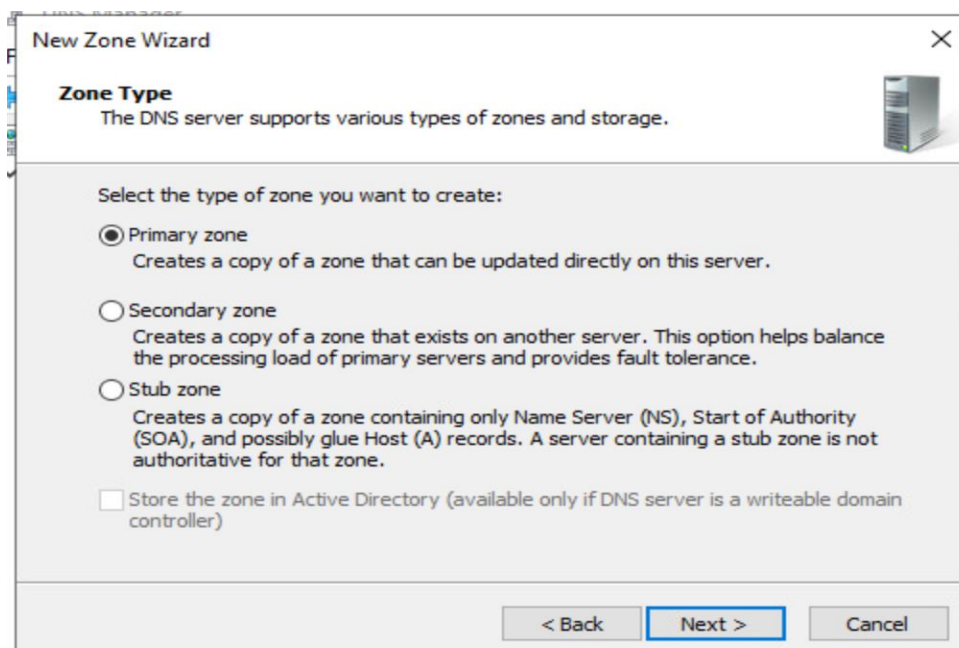 DNS Manager
New Zone Wizard
F
Zone Type
The DNS server supports various types of zones and storage.
Select the type of zone you want to create:
Primary zone
Creates a copy of a zone that can be updated directly on this server.
Secondary zone
Creates a copy of a zone that exists on another server. This option helps balance
the processing load of primary servers and provides fault tolerance.
Stub zone
Creates a copy of a zone containing only Name Server (NS), Start of Authority
(SOA), and possibly glue Host (A) records. A server containing a stub zone is not
authoritative for that zone.
Store the zone in Active Directory (available only if DNS server is a writeable domain
controller)
< Back Next > Cancel